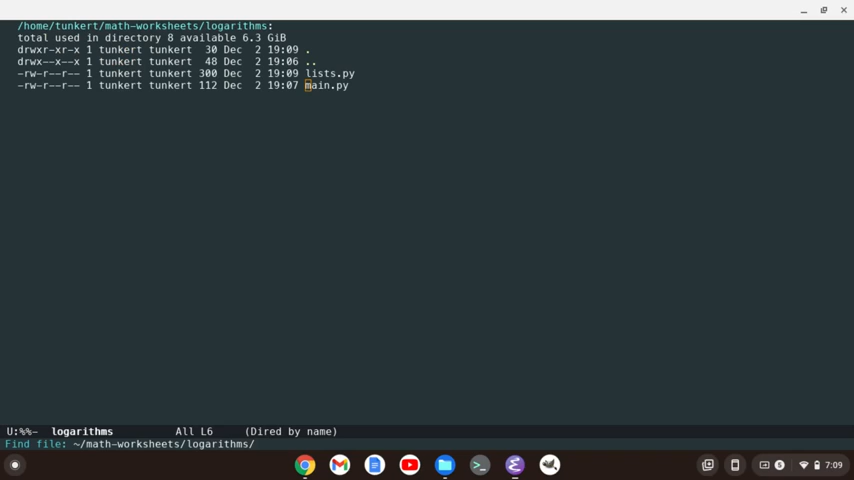 /home/tunkert/math-worksheets/logarithms:
total used in directory 8 available 6.3 GiB
drwxr-xr-x 1 tunkert tunkert  30 Dec  2 19:09 .
drwx--x--x 1 tunkert tunkert  48 Dec  2 19:06 ..
-rw-r--r-- 1 tunkert tunkert 300 Dec  2 19:09 lists.py
-rw-r--r-- 1 tunkert tunkert 112 Dec  2 19:07 main.py
U:%%-  logarithms          All L6     (Dired by name)
Find file: ~/math-worksheets/logarithms/
5 7:09